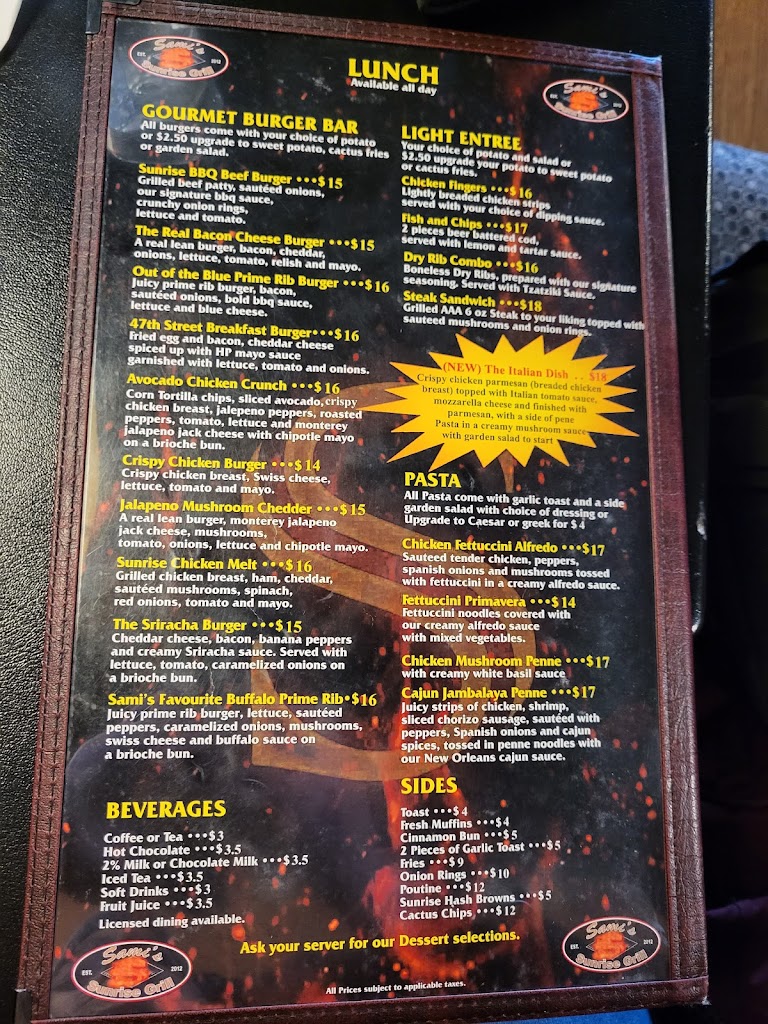 Sami's
EST. 2012
Sunrise Grill
LUNCH
Available all day
Sami's
Sunrise Grill
GOURMET BURGER BAR
All burgers come with your choice of potato
or $2.50 upgrade to sweet potato, cactus fries
or garden salad.
Sunrise BBQ Beef Burger •••$15
Grilled beef patty, sautéed onions,
our signature bbq sauce,
crunchy onion rings,
lettuce and tomato.
The Real Bacon Cheese Burger •••$15
A real lean burger, bacon, cheddar,
onions, lettuce, tomato, relish and mayo.
Out of the Blue Prime Rib Burger •••$16
Juicy prime rib burger, bacon,
sautéed onions, bold bbq sauce,
lettuce and blue cheese.
47th Street Breakfast Burger•••$16
fried egg and bacon, cheddar cheese
spiced up with HP mayo sauce
garnished with lettuce, tomato and onions.
Avocado Chicken Crunch •••$16
Corn Tortilla chips, sliced avocado, crispy
chicken breast, jalepeno peppers, roasted
peppers, tomato, lettuce and monterey
jalapeno jack cheese with chipotle mayo
on a brioche bun.
Crispy Chicken Burger •••$14
Crispy chicken breast, Swiss cheese,
lettuce, tomato and mayo.
Jalapeno Mushroom Chedder •••$15
A real lean burger, monterey jalapeno
jack cheese, mushrooms,
tomato, onions, lettuce and chipotle mayo.
Sunrise Chicken Melt •••$16
Grilled chicken breast, ham, cheddar,
sautéed mushrooms, spinach,
red onions, tomato and mayo.
The Sriracha Burger •••$15
Cheddar cheese, bacon, banana peppers
and creamy Sriracha sauce. Served with
lettuce, tomato, caramelized onions on
a brioche bun.
Sami's Favourite Buffalo Prime Rib•$16
Juicy prime rib burger, lettuce, sautéed
peppers, caramelized onions, mushrooms,
swiss cheese and buffalo sauce on
a brioche bun.
BEVERAGES
Coffee or Tea •••$3
Hot Chocolate •••$3.5
2% Milk or Chocolate Milk •••$3.5
Iced Tea •••$3.5
Soft Drinks •••$3
Fruit Juice •••$3.5
Licensed dining available.
LIGHT ENTREE
Your choice of potato and salad or
$2.50 upgrade your potato to sweet potato
or cactus fries.
Chicken Fingers •••$16
Lightly breaded chicken strips
served with your choice of dipping sauce.
Fish and Chips •••$17
2 pieces beer battered cod,
served with lemon and tartar sauce.
Dry Rib Combo •••$16
Boneless Dry Ribs, prepared with our signature
seasoning. Served with Tzatziki Sauce.
Steak Sandwich •••$18
Grilled AAA 6 oz Steak to your liking topped with
sauteed mushrooms and onion rings.
(NEW) The Italian Dish . . $18
Crispy chicken parmesan (breaded chicken
breast) topped with Italian tomato sauce,
mozzarella cheese and finished with
parmesan, with a side of pene
Pasta in a creamy mushroom sauce
with garden salad to start
PASTA
All Pasta come with garlic toast and a side
garden salad with choice of dressing or
Upgrade to Caesar or greek for $4
Chicken Fettuccini Alfredo •••$17
Sauteed tender chicken, peppers,
spanish onions and mushrooms tossed
with fettuccini in a creamy alfredo sauce.
Fettuccini Primavera •••$14
Fettuccini noodles covered with
our creamy alfredo sauce
with mixed vegetables.
Chicken Mushroom Penne •••$17
with creamy white basil sauce
Cajun Jambalaya Penne •••$17
Juicy strips of chicken, shrimp,
sliced chorizo sausage, sautéed with
peppers, Spanish onions and cajun
spices, tossed in penne noodles with
our New Orleans cajun sauce.
SIDES
Toast •••$4
Fresh Muffins •••$4
Cinnamon Bun •••$5
2 Pieces of Garlic Toast •••$5
Fries •••$9
Onion Rings •••$10
Poutine •••$12
Sunrise Hash Browns •••$5
Cactus Chips •••$12
Ask your server for our Dessert selections.
Sami's
EST. 2012
Sunrise Grill
Sami's
EST. 2012
Sunrise Grill
All Prices subject to applicable taxes.